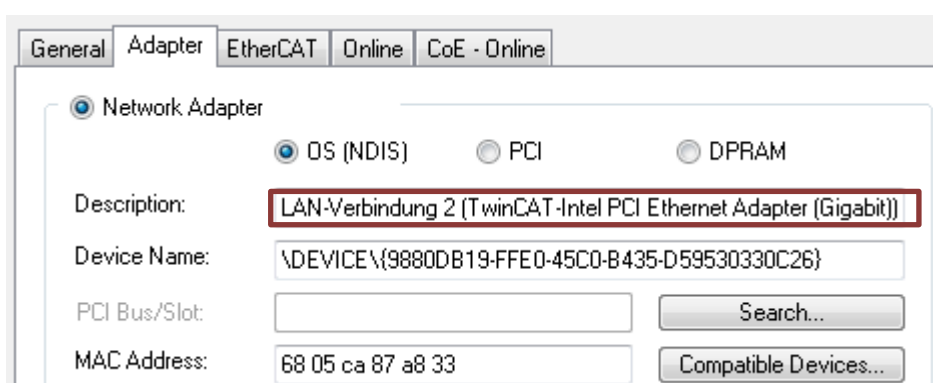 General Adapter EtherCAT Online CoE - Online
Network Adapter
OS (NDIS) PCI DPRAM
Description: LAN-Verbindung 2 (TwinCAT-Intel PCI Ethernet Adapter (Gigabit))
Device Name: \DEVICE\{9880DB19-FFE0-45C0-B435-D59530330C26}
PCI Bus/Slot: Search...
MAC Address: 68 05 ca 87 a8 33 Compatible Devices...